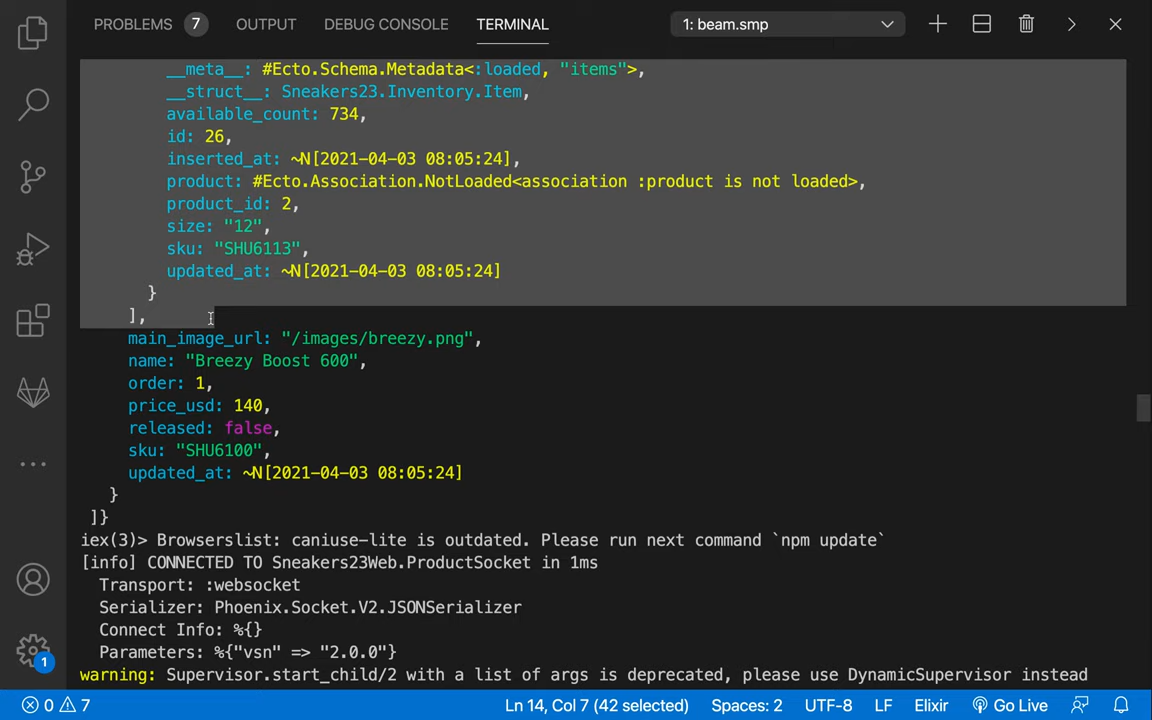 PROBLEMS 7 OUTPUT DEBUG CONSOLE TERMINAL 1: beam.smp
__meta__: #Ecto.Schema.Metadata<:loaded, "items">,
__struct__: Sneakers23.Inventory.Item,
available_count: 734,
id: 26,
inserted_at: ~N[2021-04-03 08:05:24],
product: #Ecto.Association.NotLoaded<association :product is not loaded>,
product_id: 2,
size: "12",
sku: "SHU6113",
updated_at: ~N[2021-04-03 08:05:24]
}
],
main_image_url: "/images/breezy.png",
name: "Breezy Boost 600",
order: 1,
price_usd: 140,
released: false,
sku: "SHU6100",
updated_at: ~N[2021-04-03 08:05:24]
}
]}
iex(3)> Browserslist: caniuse-lite is outdated. Please run next command `npm update`
[info] CONNECTED TO Sneakers23Web.ProductSocket in 1ms
Transport: :websocket
Serializer: Phoenix.Socket.V2.JSONSerializer
Connect Info: %{}
Parameters: %{"vsn" => "2.0.0"}
warning: Supervisor.start_child/2 with a list of args is deprecated, please use DynamicSupervisor instead
1
0 7 Ln 14, Col 7 (42 selected) Spaces: 2 UTF-8 LF Elixir Go Live